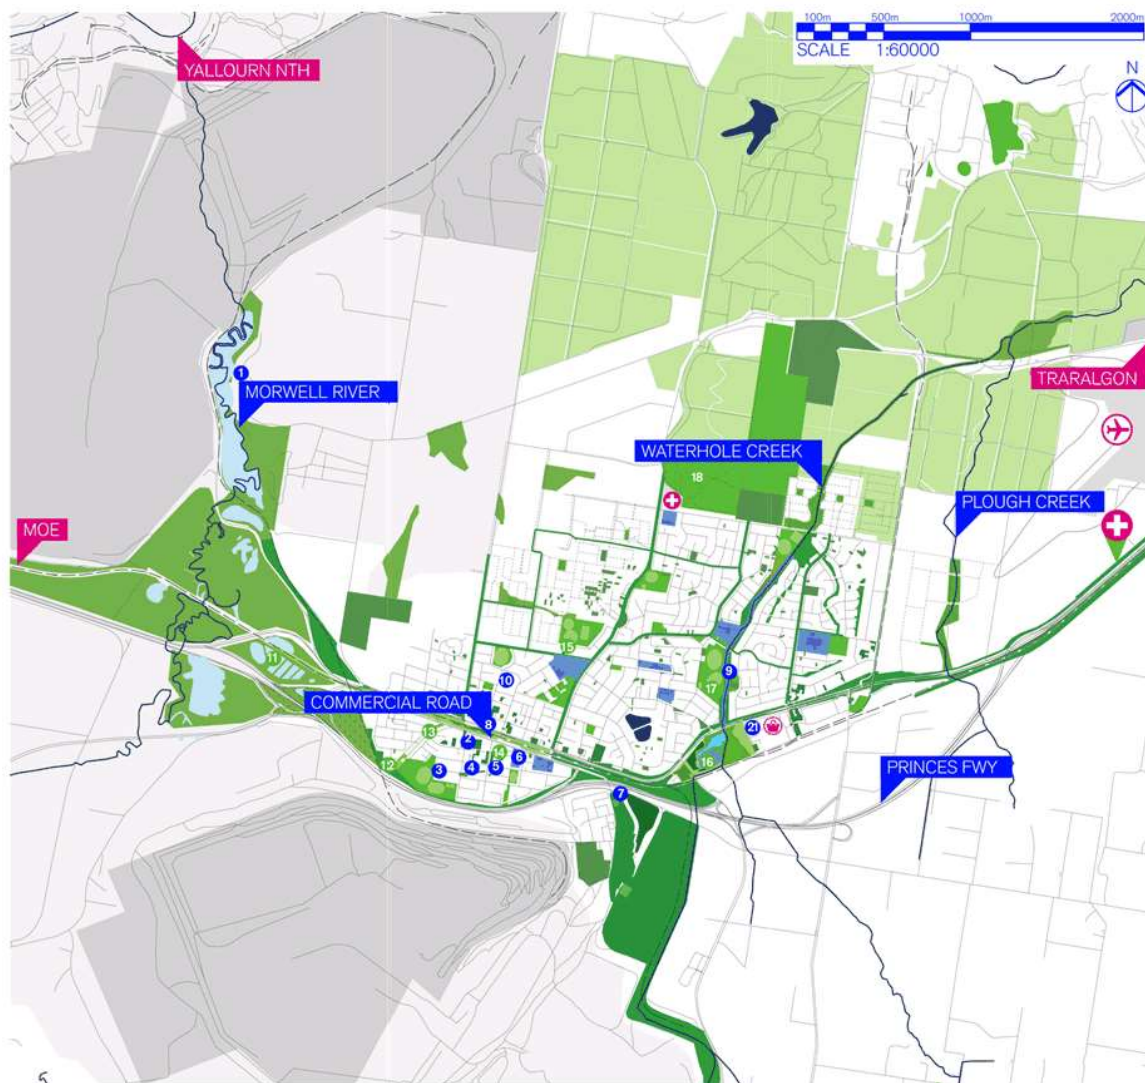 100m 500m 1000m 2000m
SCALE 1:60000
N
YALLOURN NTH
1
MORWELL RIVER
TRARALGON
WATERHOLE CREEK
18
PLOUGH CREEK
MOE
15
11
10
9
17
COMMERCIAL ROAD
8
21
13
2
14
6
12
3
4
5
16
PRINCES FWY
7